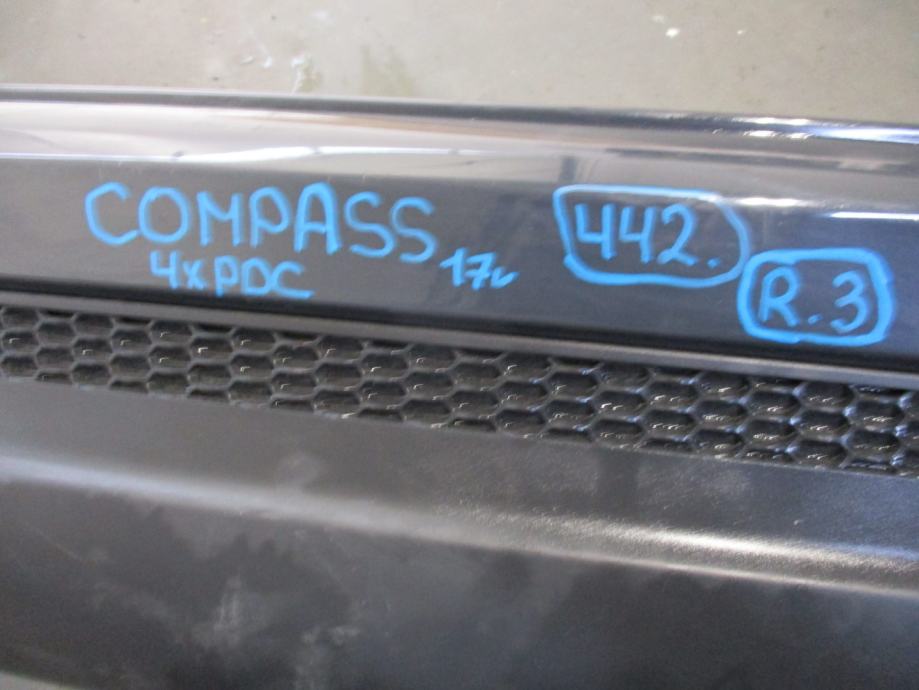 COMPASS 17r 442.
4xPDC R.3